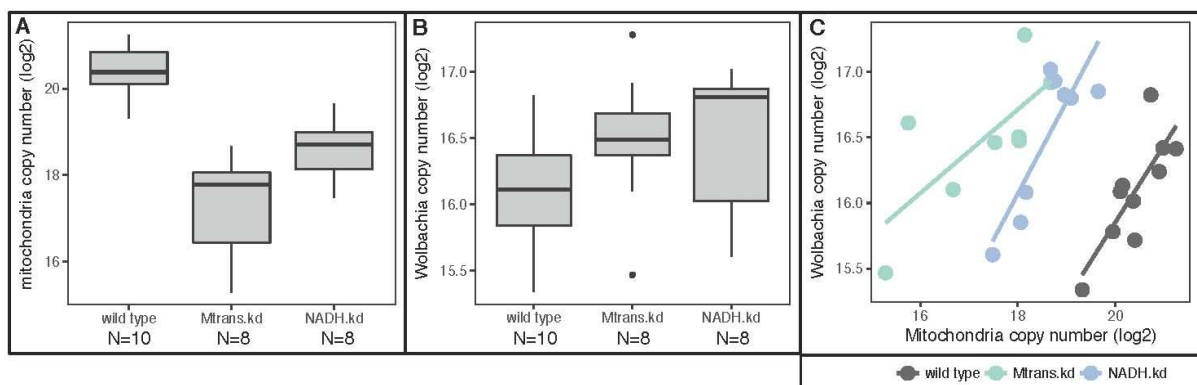 A
mitochondria copy number (log2)
20
18
16
wild type Mtrans.kd NADH.kd
N=10 N=8 N=8
B
Wolbachia copy number (log2)
17.0
16.5
16.0
15.5
wild type Mtrans.kd NADH.kd
N=10 N=8 N=8
C
Wolbachia copy number (log2)
17.0
16.5
16.0
15.5
16 18 20
Mitochondria copy number (log2)
wild type Mtrans.kd NADH.kd